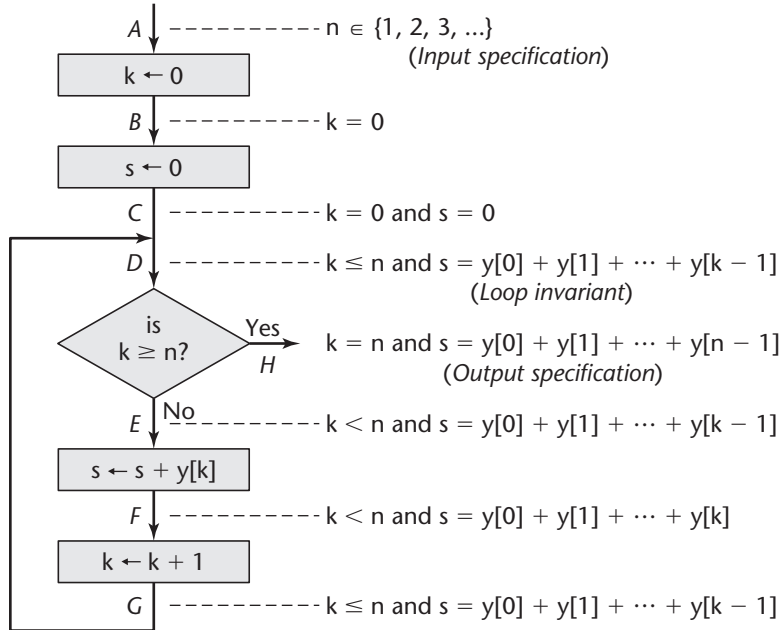 A n ∈ {1, 2, 3, ...}
(Input specification)
k ← 0
B k = 0
s ← 0
C k = 0 and s = 0
D k ≤ n and s = y[0] + y[1] + ⋯ + y[k − 1]
(Loop invariant)
is
k ≥ n?
Yes
H
k = n and s = y[0] + y[1] + ⋯ + y[n − 1]
(Output specification)
No
E k < n and s = y[0] + y[1] + ⋯ + y[k − 1]
s ← s + y[k]
F k < n and s = y[0] + y[1] + ⋯ + y[k]
k ← k + 1
G k ≤ n and s = y[0] + y[1] + ⋯ + y[k − 1]